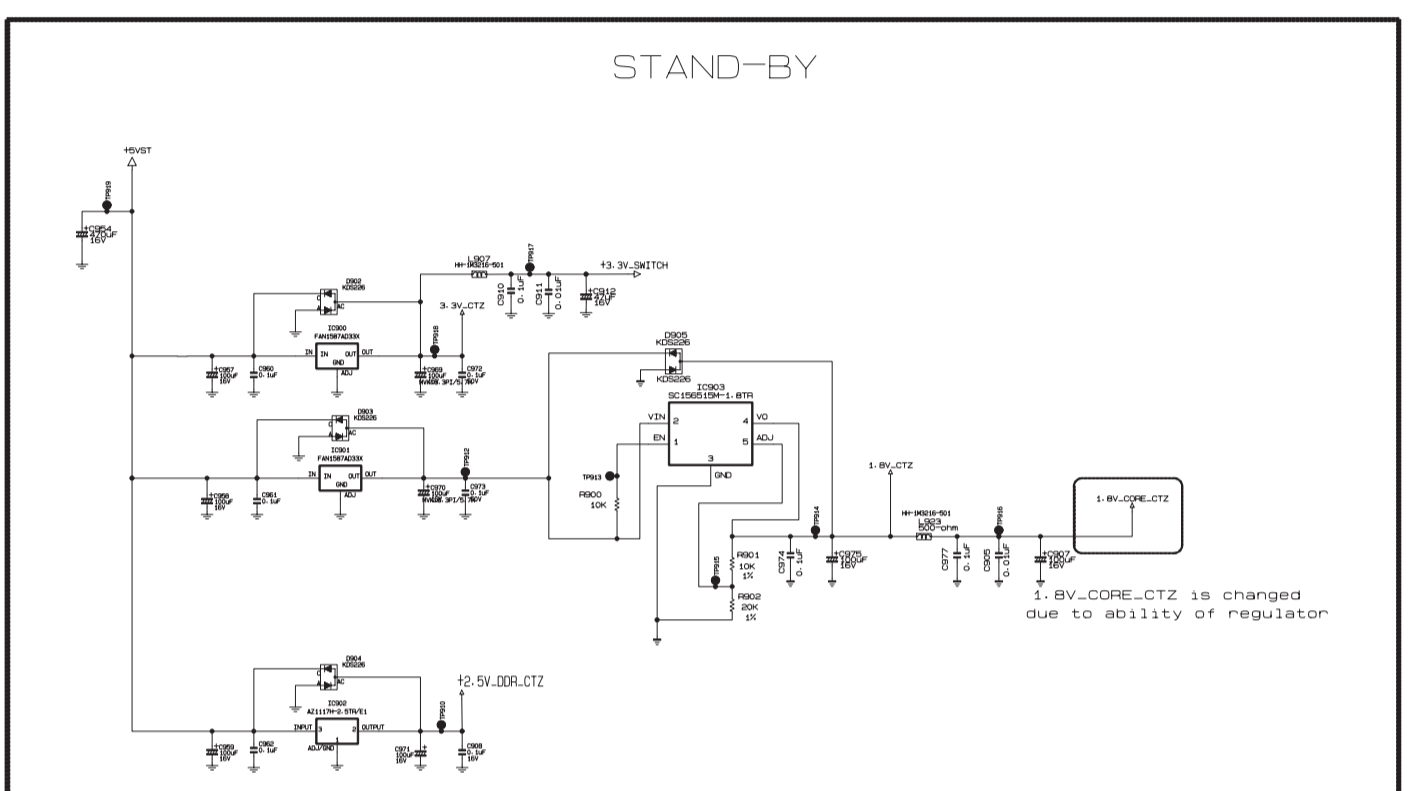 STAND-BY
+5VST
TP919
+C954
470uF
16V
L907
HH-1M3216-501
TP917
+3.3V_SWITCH
C910
0.1uF
C911
0.01uF
+C912
47uF
16V
D902
KDS226
C
A
AC
3.3V_CTZ
IC900
FAN1587AD33X
TP918
IN
IN
OUT
OUT
GND
ADJ
+C957
100uF
16V
C960
0.1uF
+C969
100uF
C972
0.1uF
D903
KDS226
C
A
AC
IC901
FAN1587AD33X
TP912
IN
IN
OUT
OUT
GND
ADJ
+C958
100uF
16V
C961
0.1uF
+C970
100uF
C973
0.1uF
D905
KDS226
KDS226
IC903
SC156515M-1.8TR
VIN
2
4
VO
EN
1
5
ADJ
3
GND
TP913
R900
10K
1.8V_CTZ
TP914
HH-1M3216-501
L923
500-ohm
TP916
1.8V_CORE_CTZ
TP915
R901
10K
1%
C974
0.1uF
+C975
100uF
16V
C977
0.1uF
C905
0.01uF
+C907
100uF
16V
R902
20K
1%
1.8V_CORE_CTZ is changed
due to ability of regulator
D904
KDS226
C
A
AC
+2.5V_DDR_CTZ
IC902
AZ1117H-2.5TR/E1
TP910
INPUT
3
2
OUTPUT
1
ADJ/GND
+C959
100uF
16V
C962
0.1uF
C971
100uF
16V
+
C908
0.1uF
16V